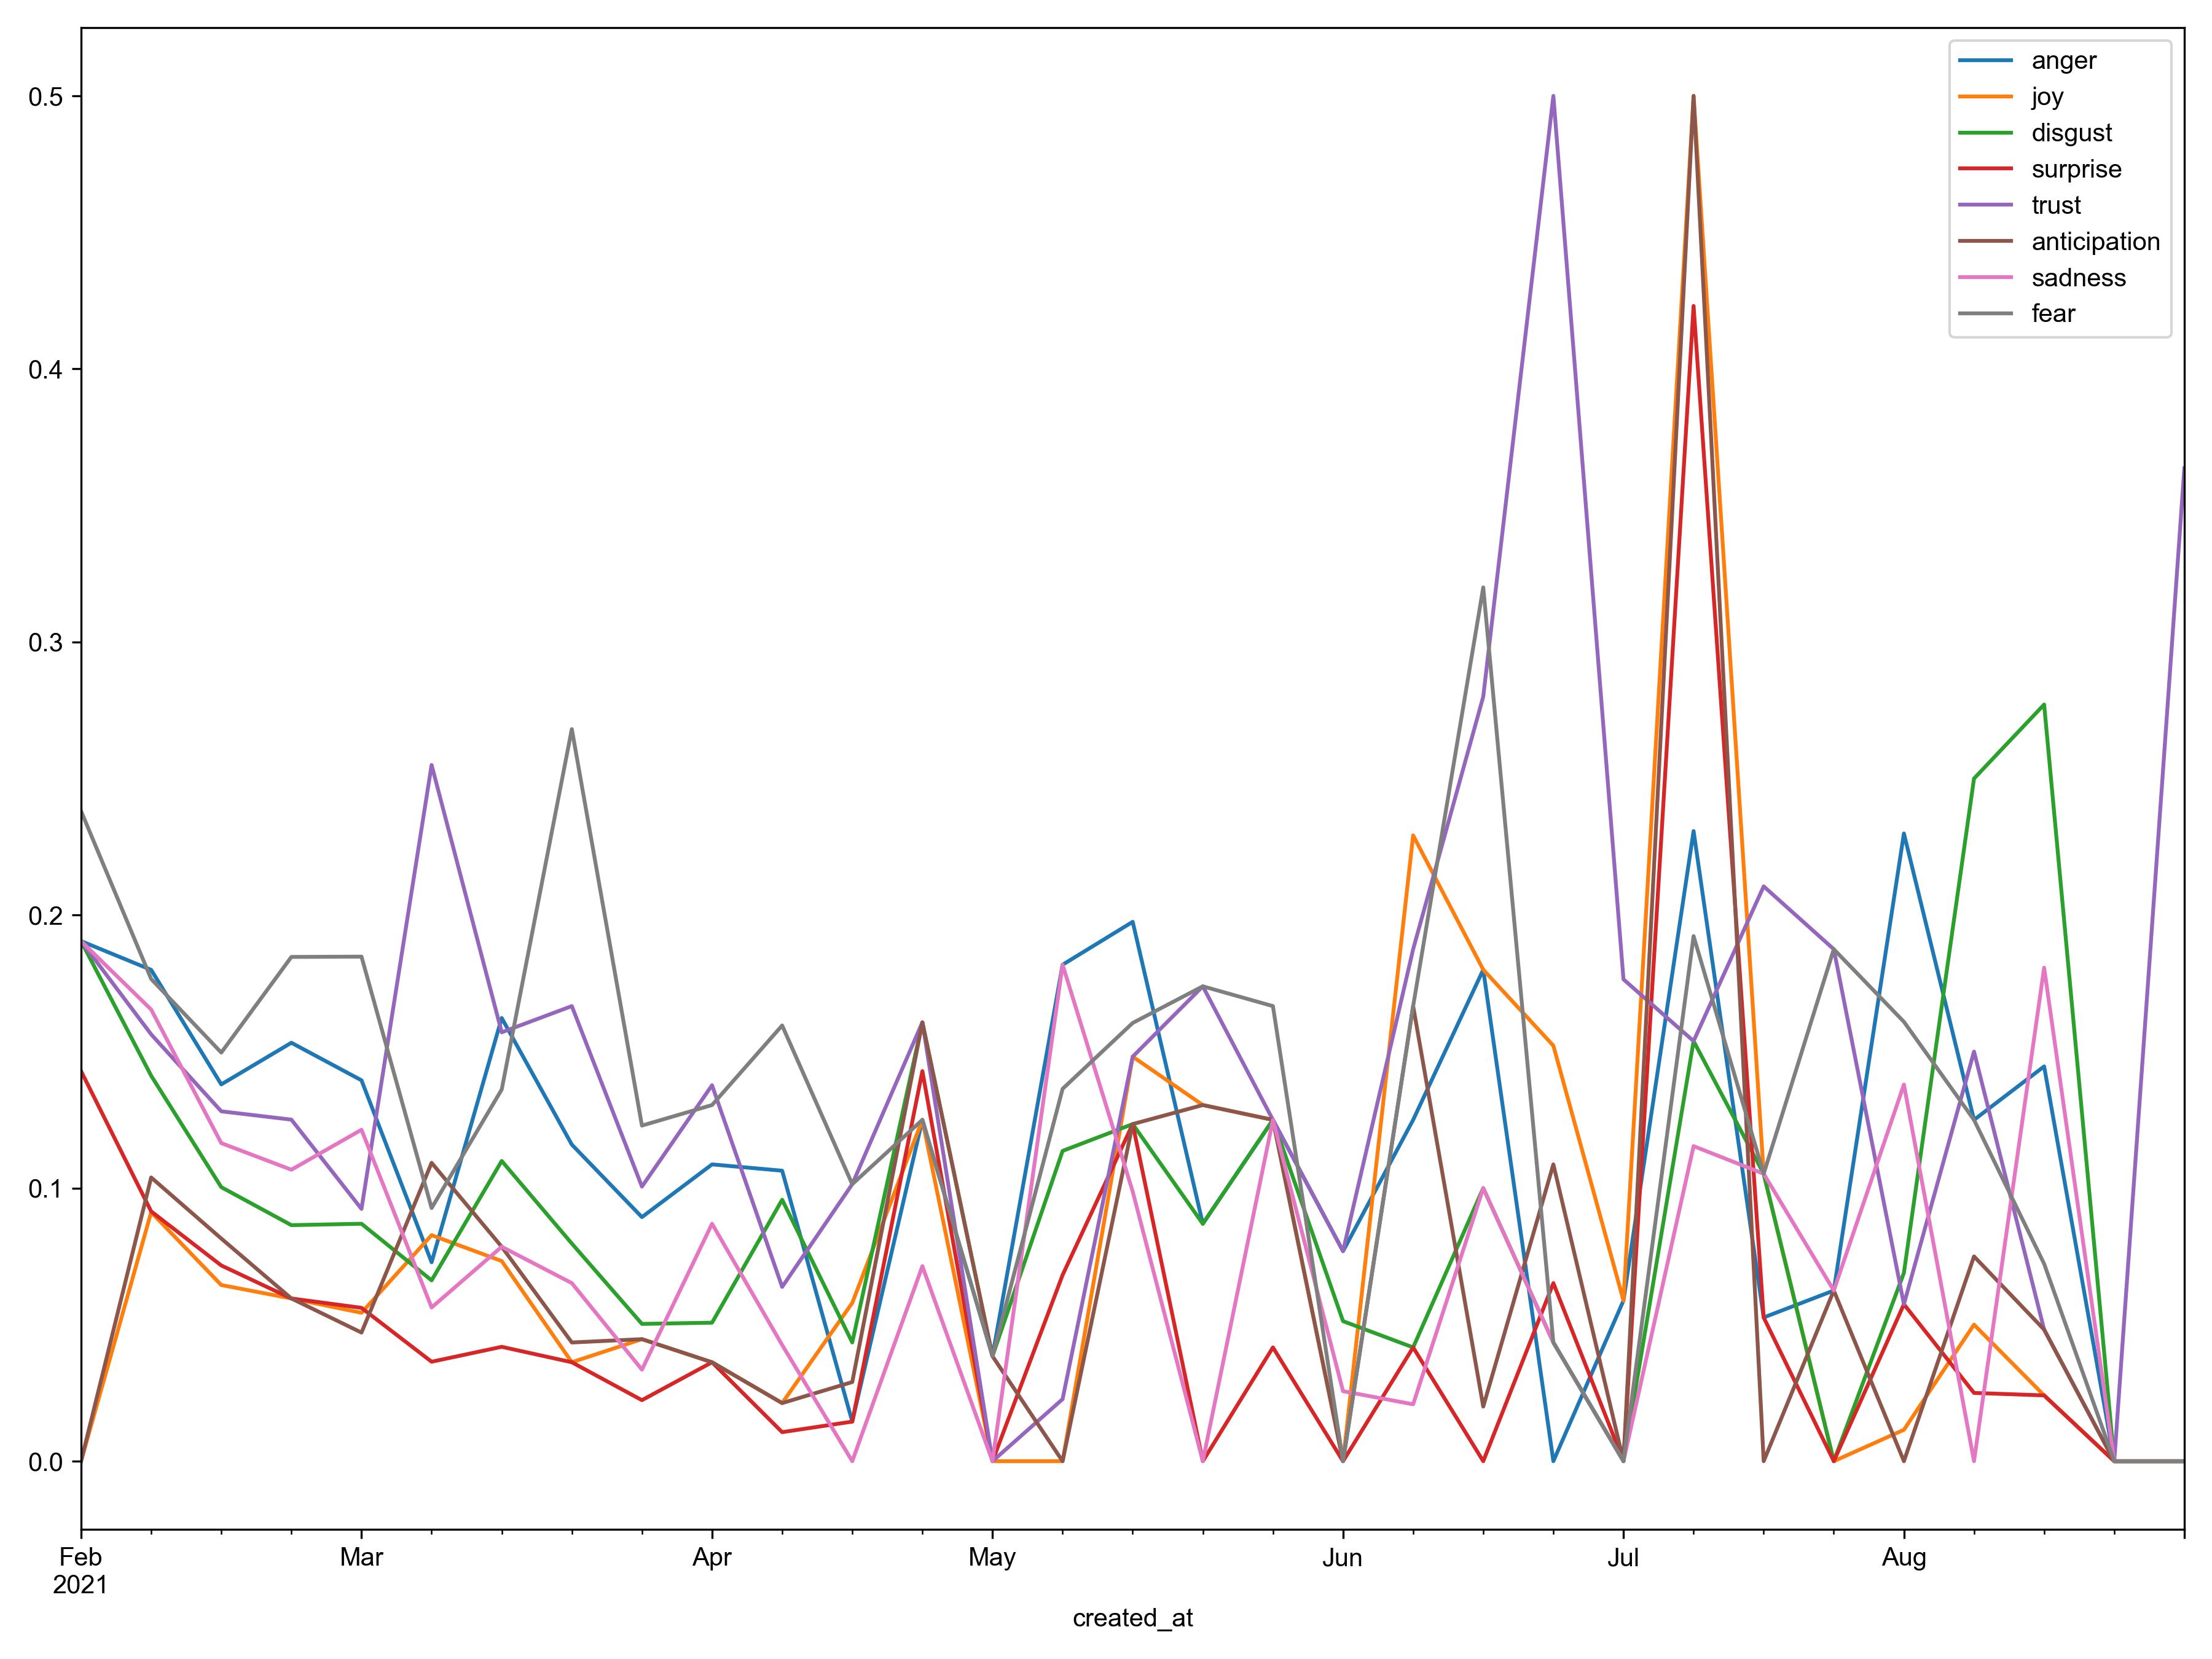 0.5
0.4
0.3
0.2
0.1
0.0
anger
joy
disgust
surprise
trust
anticipation
sadness
fear
Feb Mar Apr May Jun Jul Aug
2021
created_at